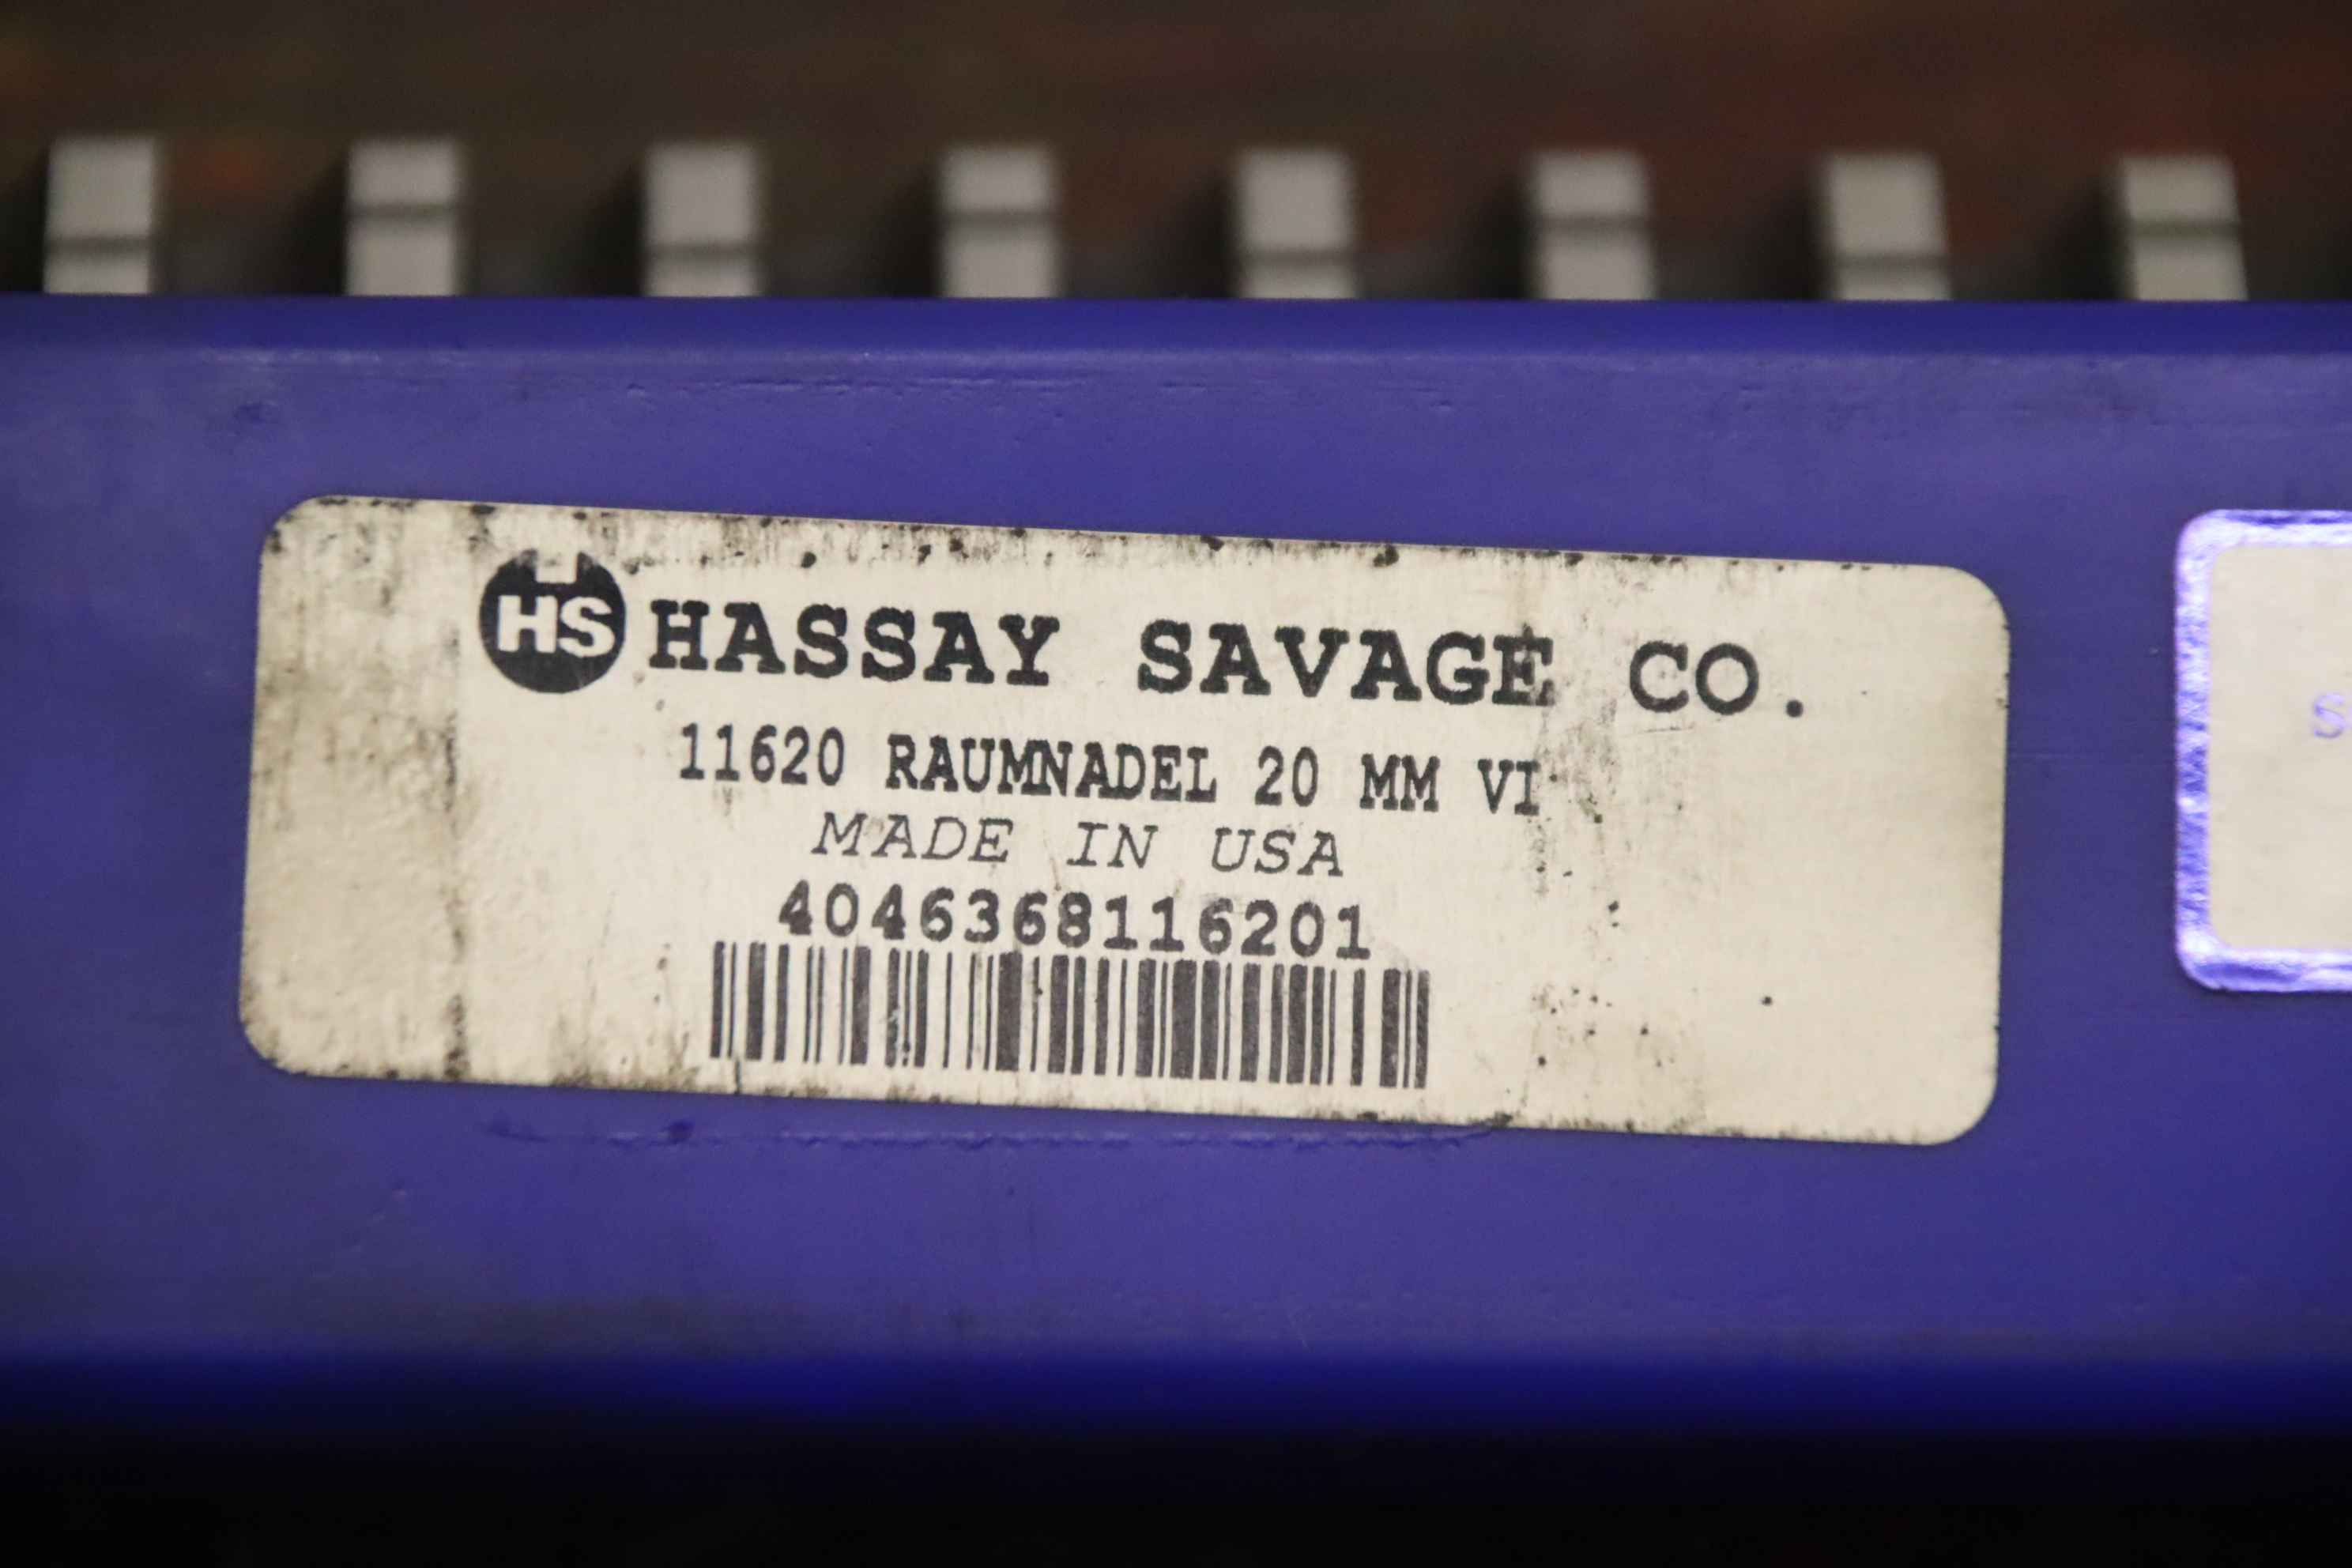 HS HASSAY SAVAGE CO.
11620 RAUMNADEL 20 MM VI
MADE IN USA
4046368116201